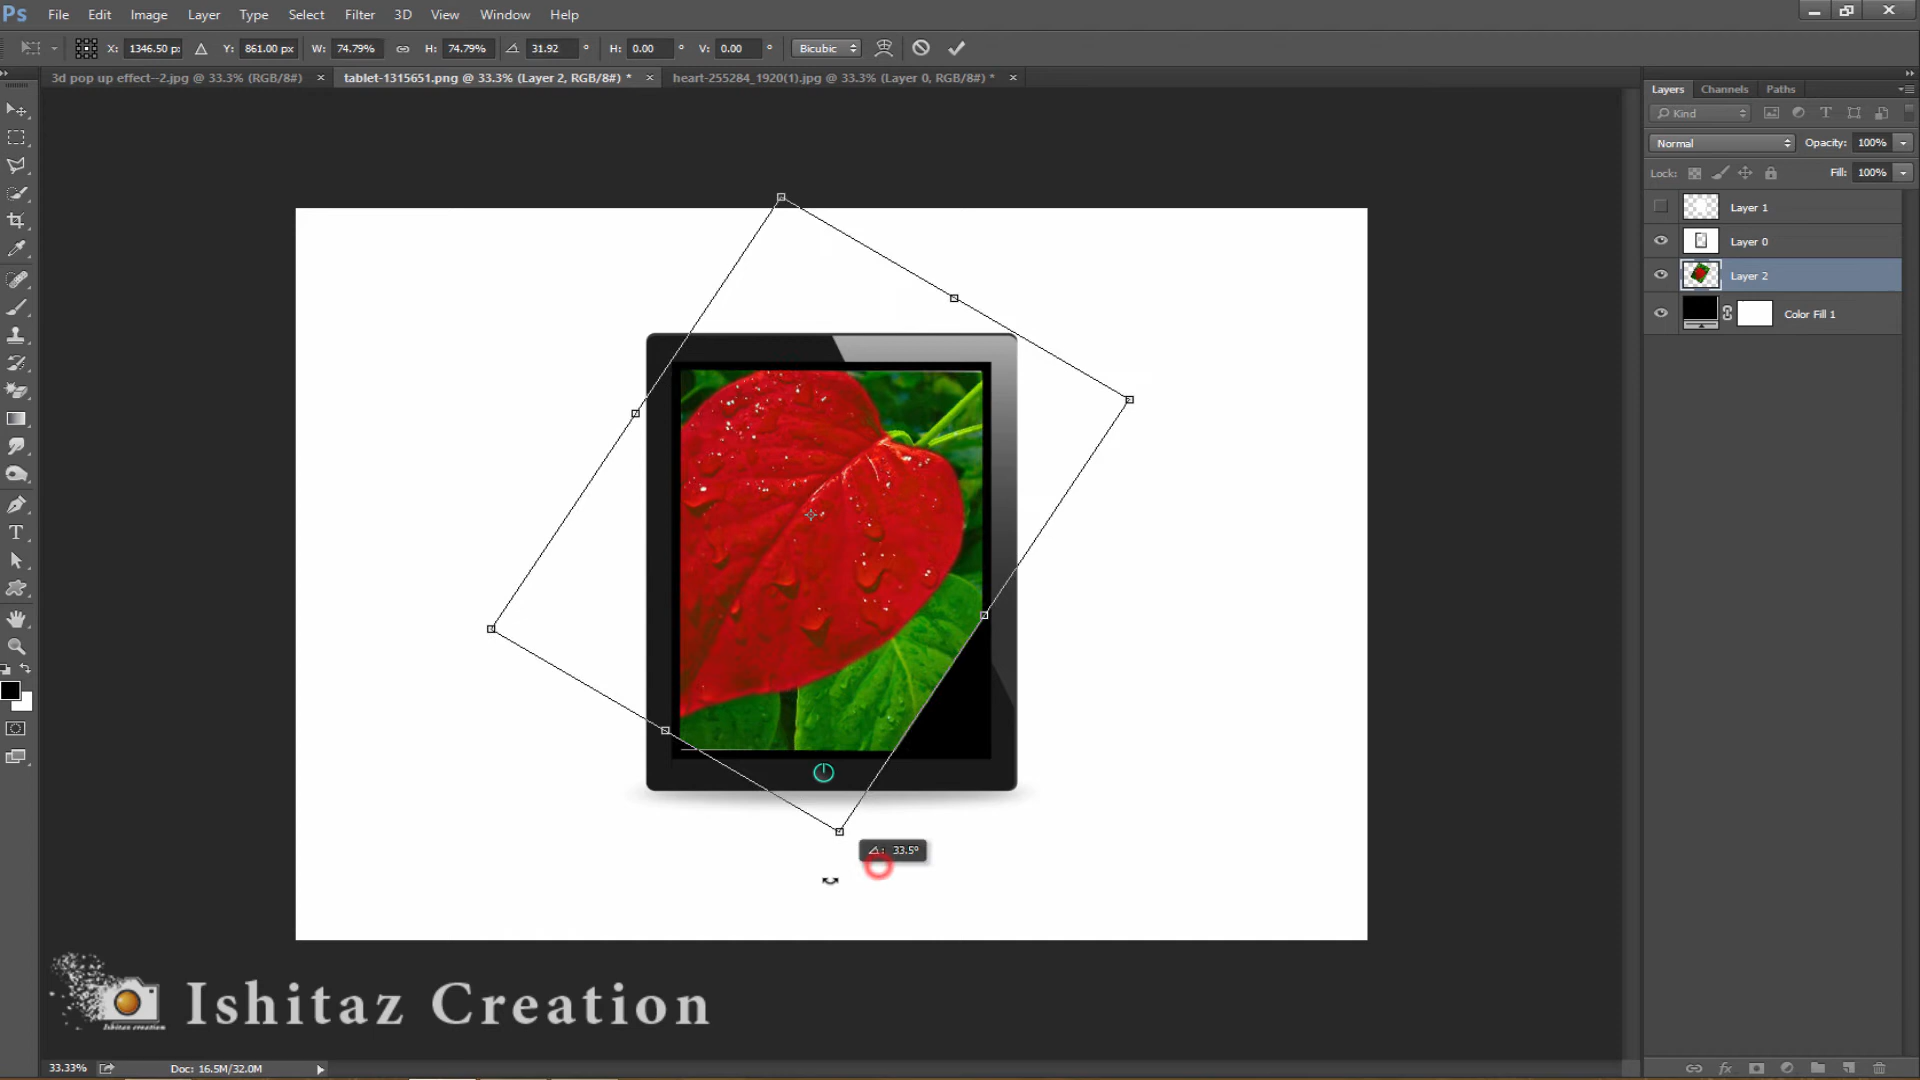 Ps File Edit Image Layer Type Select Filter 3D View Window Help
X: 1346.50 p: Y: 861.00 px W: 74.79% H: 74.79% 31.92 ° H: 0.00 ° V: 0.00 ° Bicubic
3d pop up effect--2.jpg @ 33.3% (RGB/8#) × tablet-1315651.png @ 33.3% (Layer 2, RGB/8#) * × heart-255284_1920(1).jpg @ 33.3% (Layer 0, RGB/8#) * ×
Layers Channels Paths
Kind
Normal Opacity: 100%
Lock: Fill: 100%
Layer 1
Layer 0
Layer 2
Color Fill 1
33.5°
Ishitaz creation
Ishitaz Creation
33.33% Doc: 16.5M/32.0M